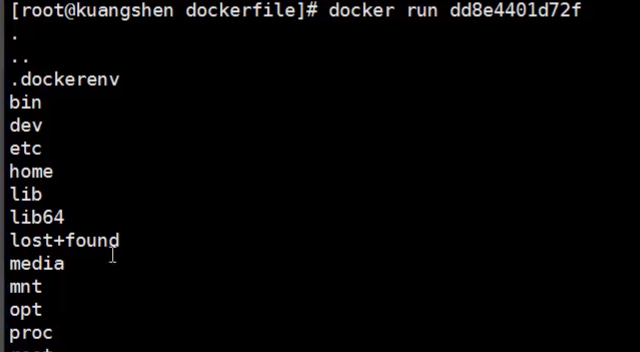 [root@kuangshen dockerfile]# docker run dd8e4401d72f
.
..
.dockerenv
bin
dev
etc
home
lib
lib64
lost+found
media
mnt
opt
proc